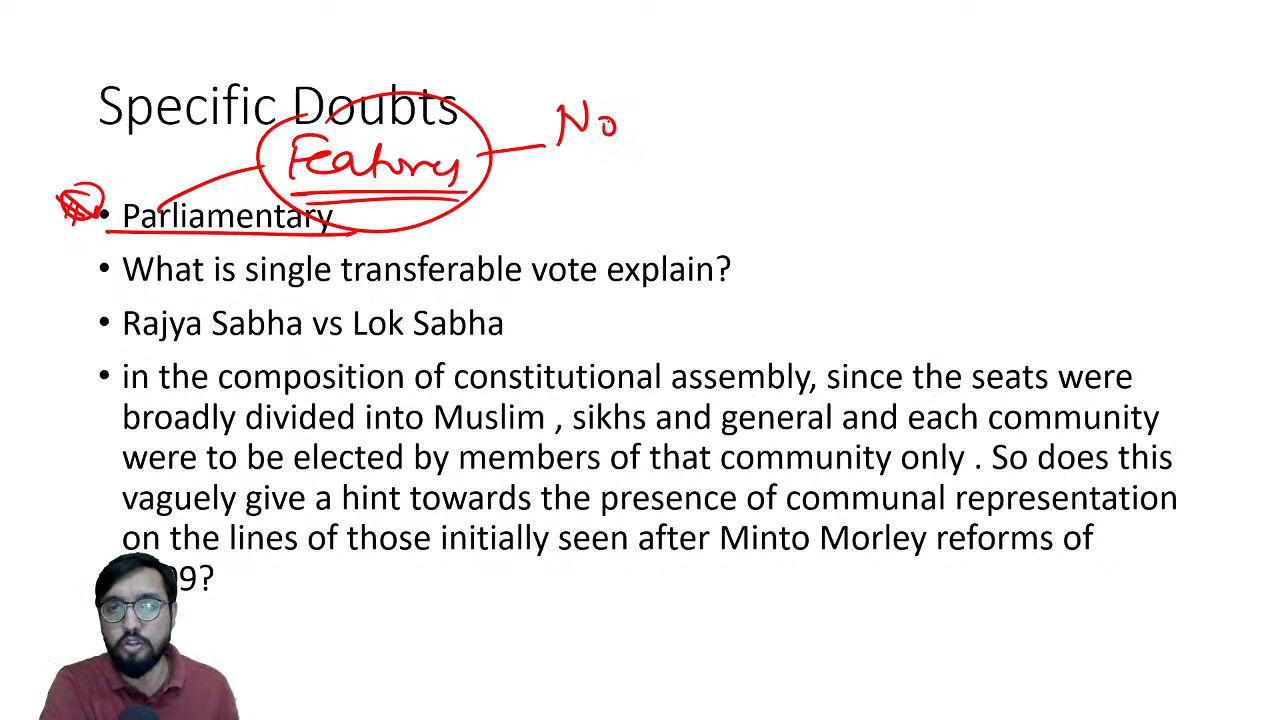 Specific Doubts
Features
No
• Parliamentary
• What is single transferable vote explain?
• Rajya Sabha vs Lok Sabha
• in the composition of constitutional assembly, since the seats were
broadly divided into Muslim , sikhs and general and each community
were to be elected by members of that community only . So does this
vaguely give a hint towards the presence of communal representation
on the lines of those initially seen after Minto Morley reforms of
9?